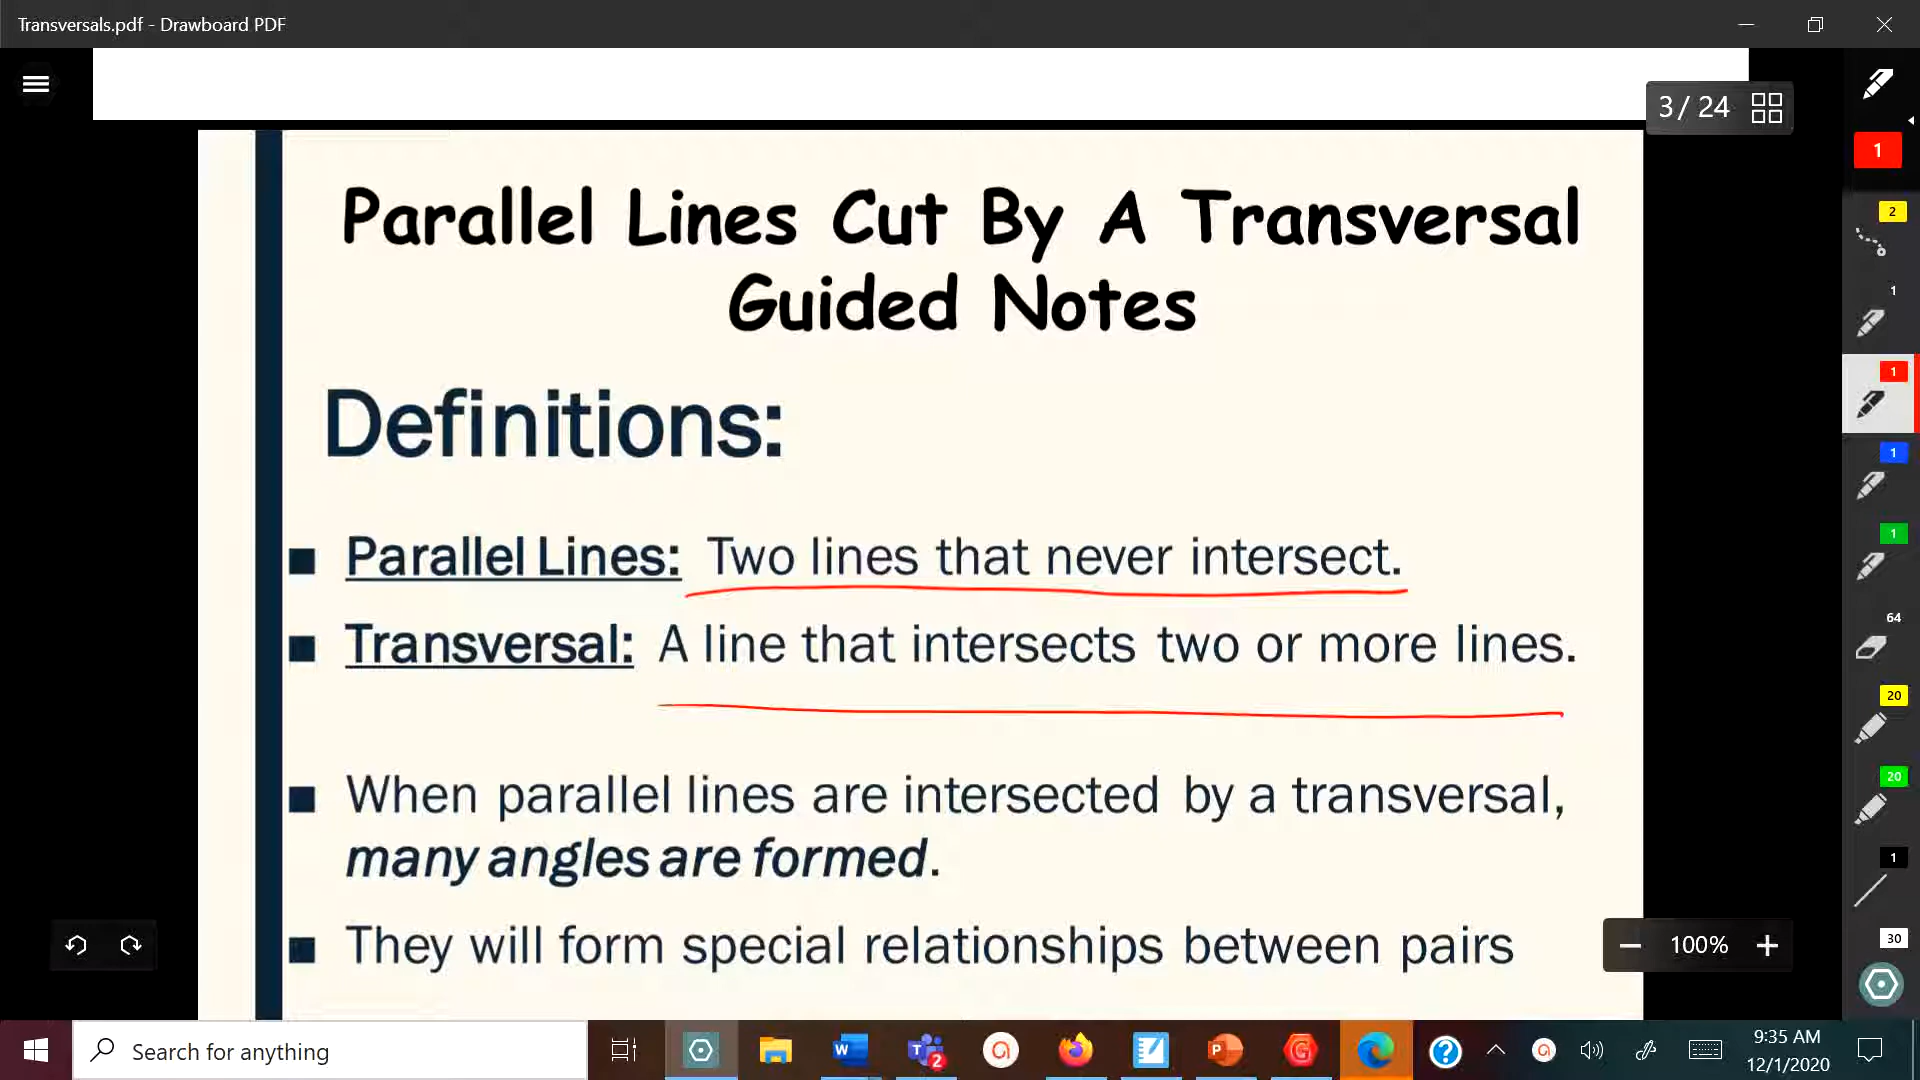 Transversals.pdf - Drawboard PDF
3 / 24
1
Parallel Lines Cut By A Transversal
Guided Notes
2
1
Definitions:
1
1
Parallel Lines: Two lines that never intersect.
1
Transversal: A line that intersects two or more lines.
64
20
When parallel lines are intersected by a transversal,
20
many angles are formed.
1
They will form special relationships between pairs
100%
30
Search for anything
W
T
2
P
G
?
9:35 AM
12/1/2020